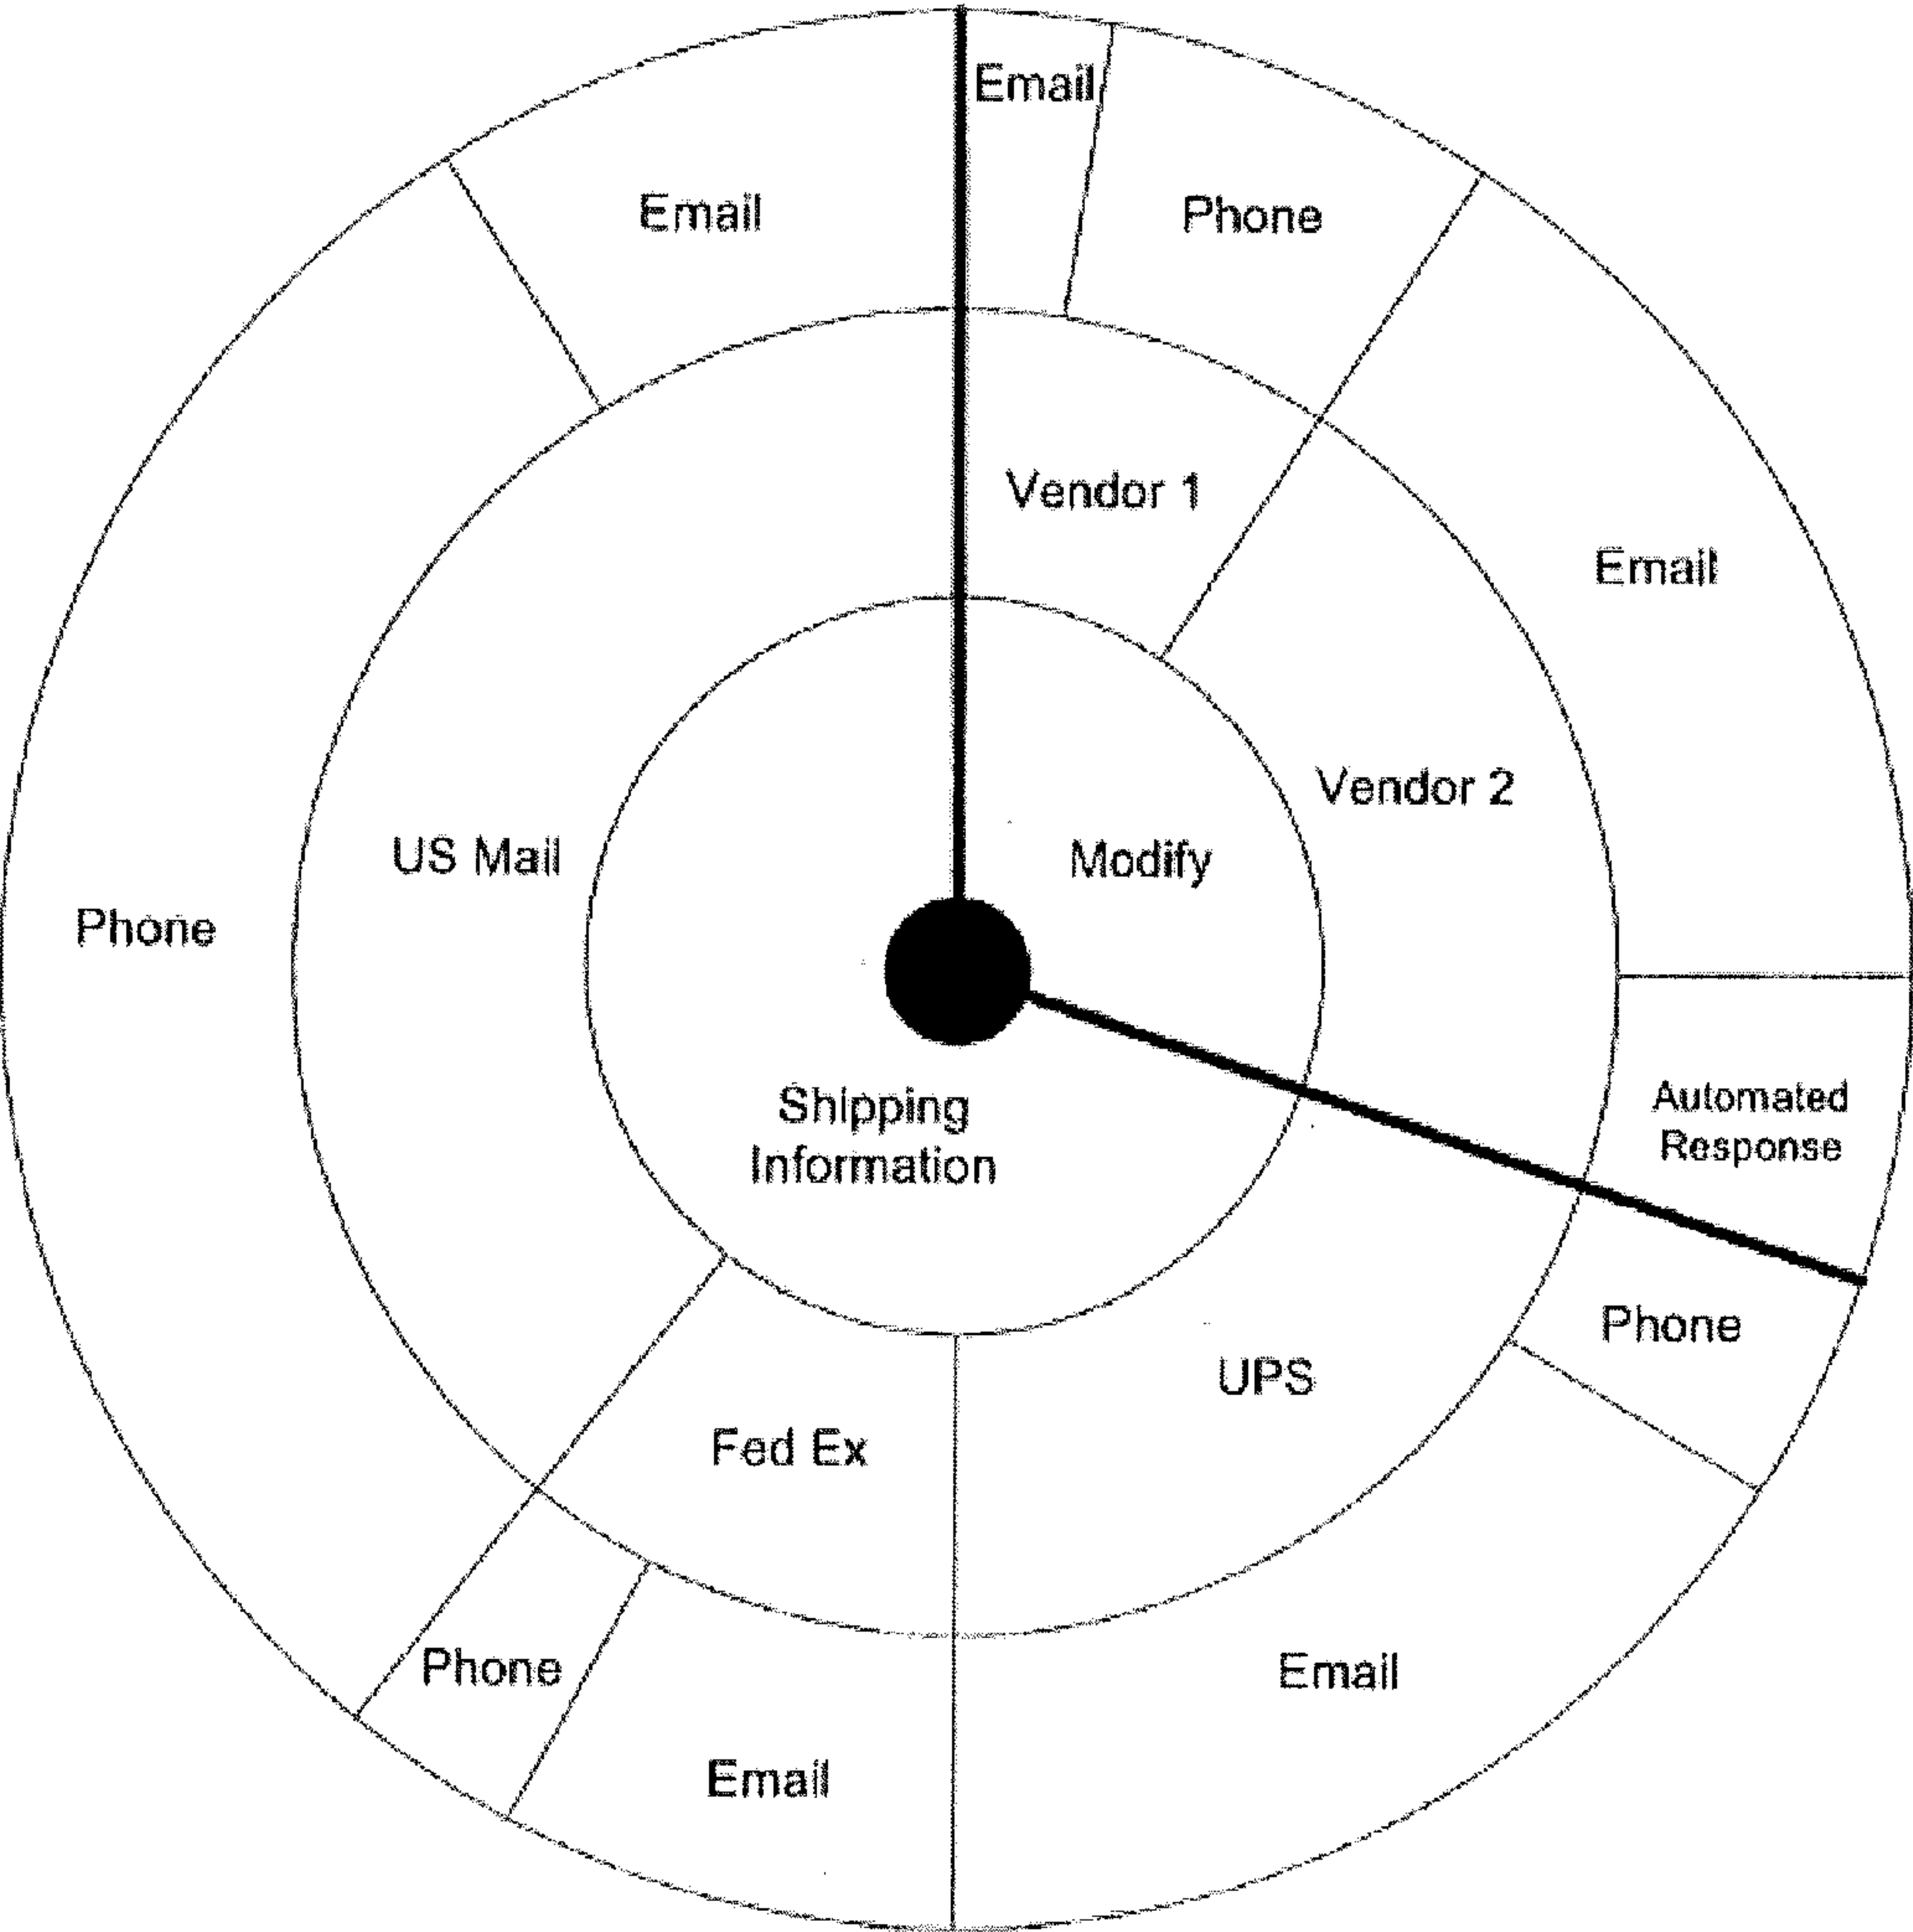 Email
Email
Phone
Vendor 1
Email
Vendor 2
US Mail
Modify
Phone
Shipping
Information
Automated
Response
Phone
UPS
Fed Ex
Phone
Email
Email